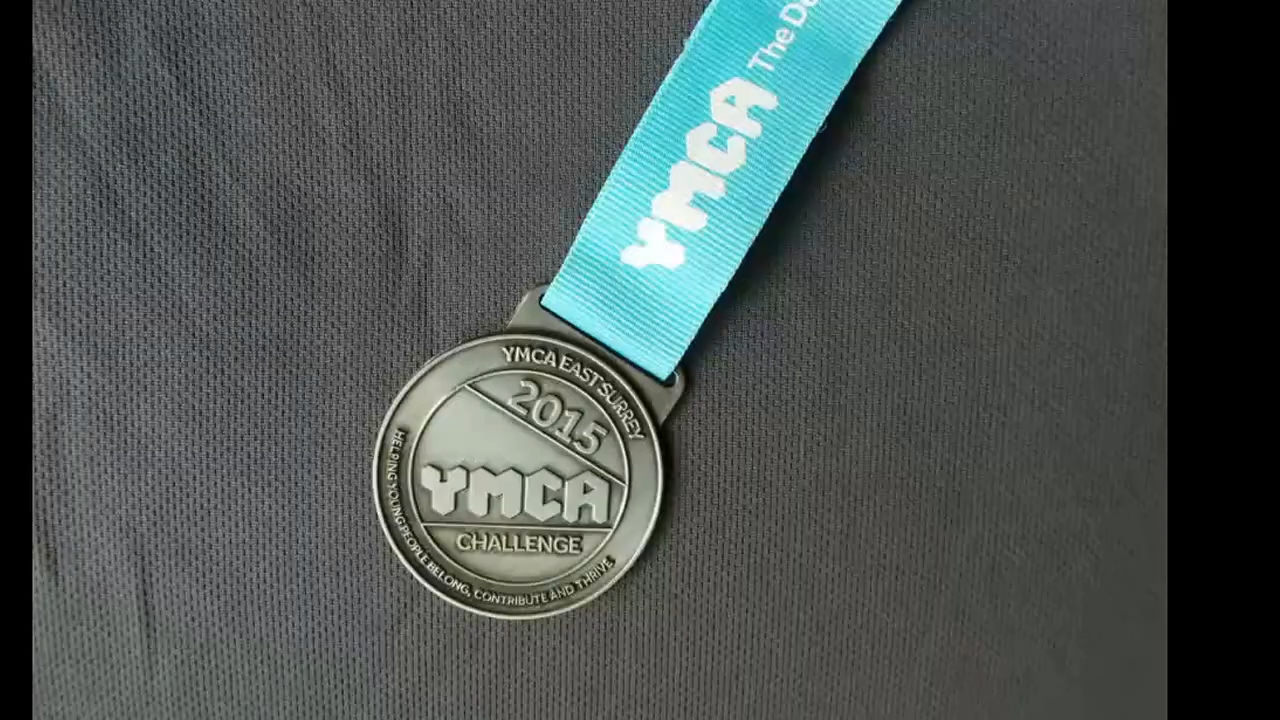 YMCA The
YMCA EAST SURREY
2015
YMCA
CHALLENGE
HELPING YOUNG PEOPLE BELONG, CONTRIBUTE AND THRIVE